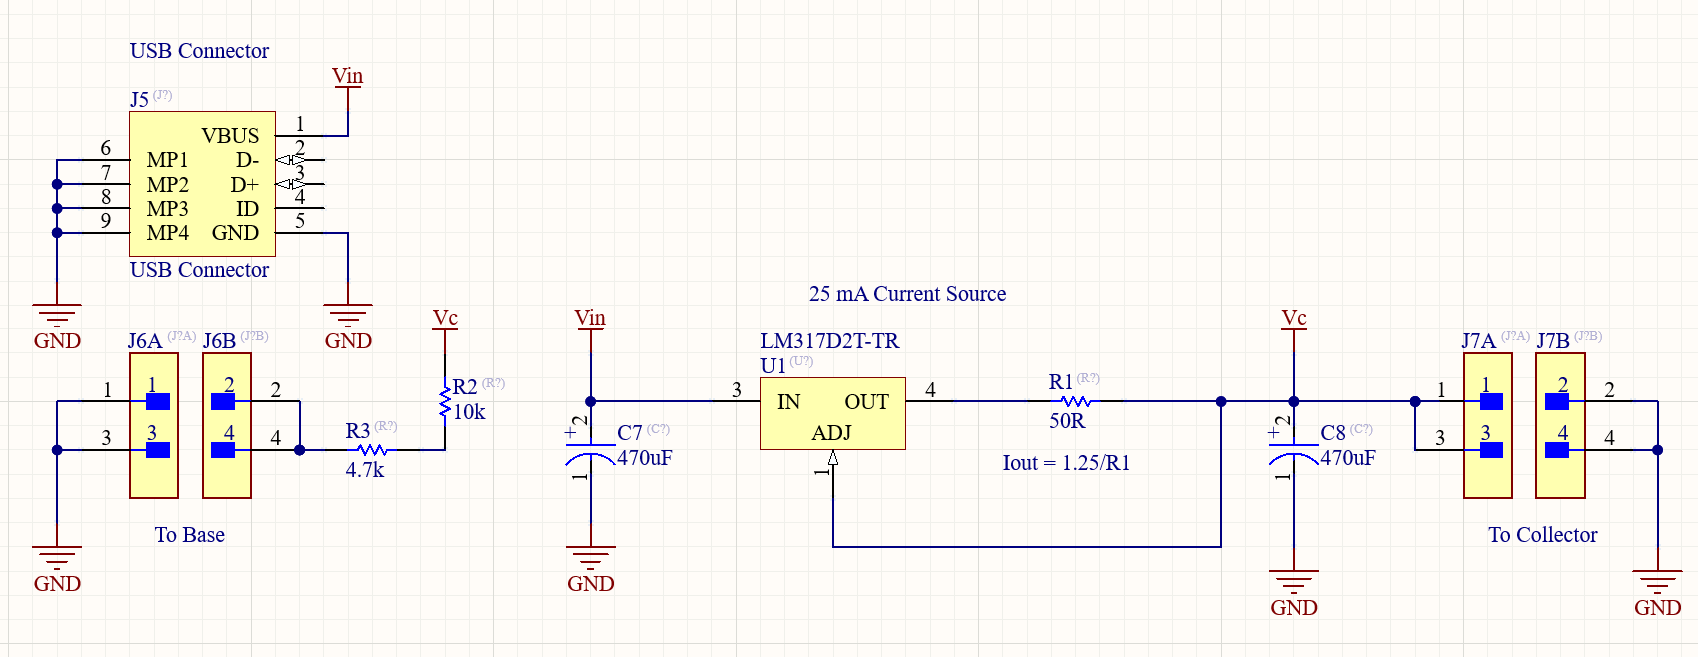 USB Connector
Vin
J5 (J?)
VBUS 1
6 MP1 D- 2
7 MP2 D+ 3
8 MP3 ID 4
9 MP4 GND 5
USB Connector
GND
GND
J6A (J?A) J6B (J?B)
1 1 2 2
3 3 4 4
To Base
GND
Vc
R2 (R?)
10k
R3 (R?)
4.7k
25 mA Current Source
Vin
LM317D2T-TR
U1 (U?)
3 IN OUT 4
ADJ
1
R1 (R?)
50R
Iout = 1.25/R1
+ 2 C7 (C?)
470uF
1
GND
Vc
+ 2 C8 (C?)
470uF
1
GND
J7A (J?A) J7B (J?B)
1 1 2 2
3 3 4 4
To Collector
GND